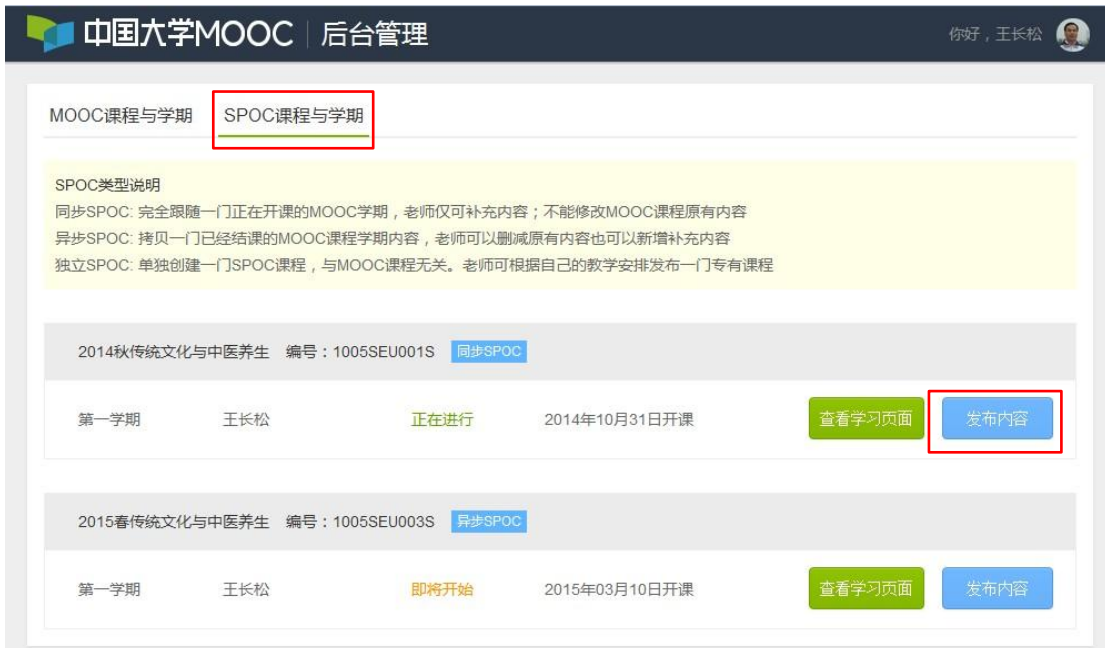 中国大学MOOC 后台管理 你好，王长松
MOOC课程与学期 SPOC课程与学期
SPOC类型说明
同步SPOC: 完全跟随一门正在开课的MOOC学期，老师仅可补充内容；不能修改MOOC课程原有内容
异步SPOC: 拷贝一门已经结课的MOOC课程学期内容，老师可以删减原有内容也可以新增补充内容
独立SPOC: 单独创建一门SPOC课程，与MOOC课程无关。老师可根据自己的教学安排发布一门专有课程
2014秋传统文化与中医养生 编号：1005SEU001S 同步SPOC
第一学期 王长松 正在进行 2014年10月31日开课 查看学习页面 发布内容
2015春传统文化与中医养生 编号：1005SEU003S 异步SPOC
第一学期 王长松 即将开始 2015年03月10日开课 查看学习页面 发布内容